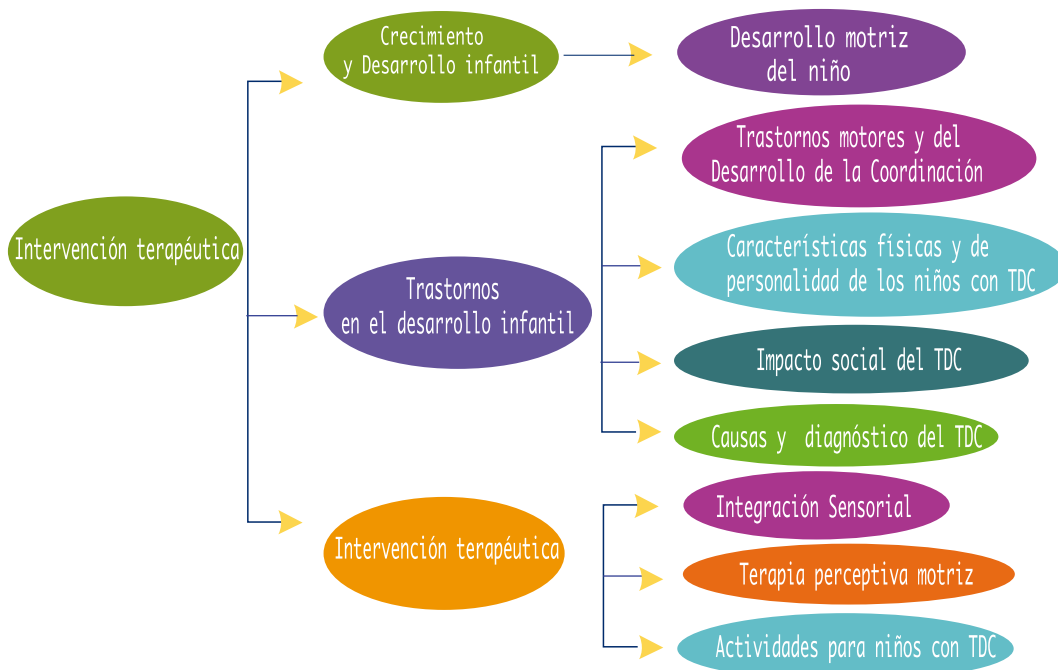 Intervención terapéutica
Crecimiento
y Desarrollo infantil
Desarrollo motriz
del niño
Trastornos
en el desarrollo infantil
Trastornos motores y del
Desarrollo de la Coordinación
Carácterísticas físicas y de
personalidad de los niños con TDC
Impacto social del TDC
Causas y diagnóstico del TDC
Intervención terapéutica
Integración Sensorial
Terapia perceptiva motriz
Actividades para niños con TDC